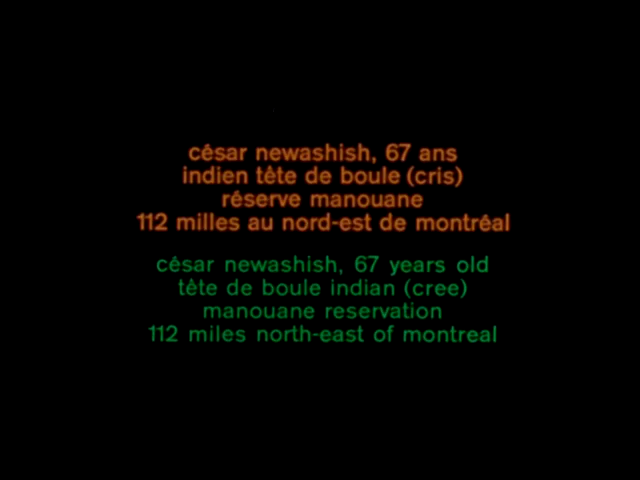 césar newashish, 67 ans
indien tête de boule (cris)
réserve manouane
112 milles au nord-est de montréal
césar newashish, 67 years old
tête de boule indian (cree)
manouane reservation
112 miles north-east of montreal